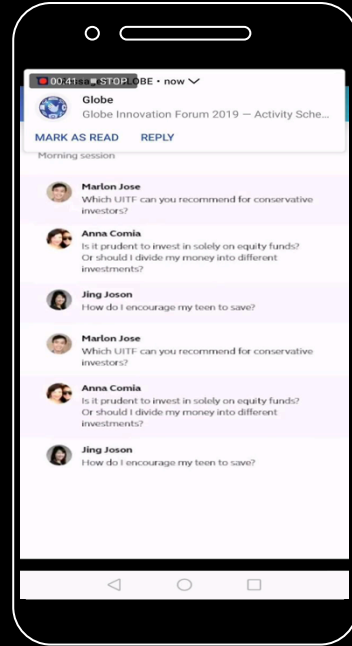 00:41 STOP LOBE • now
Globe
Globe Innovation Forum 2019 — Activity Sche...
MARK AS READ REPLY
Morning session
Marlon Jose
Which UITF can you recommend for conservative
investors?
Anna Comia
Is it prudent to invest in solely on equity funds?
Or should I divide my money into different
investments?
Jing Joson
How do I encourage my teen to save?
Marlon Jose
Which UITF can you recommend for conservative
investors?
Anna Comia
Is it prudent to invest in solely on equity funds?
Or should I divide my money into different
investments?
Jing Joson
How do I encourage my teen to save?